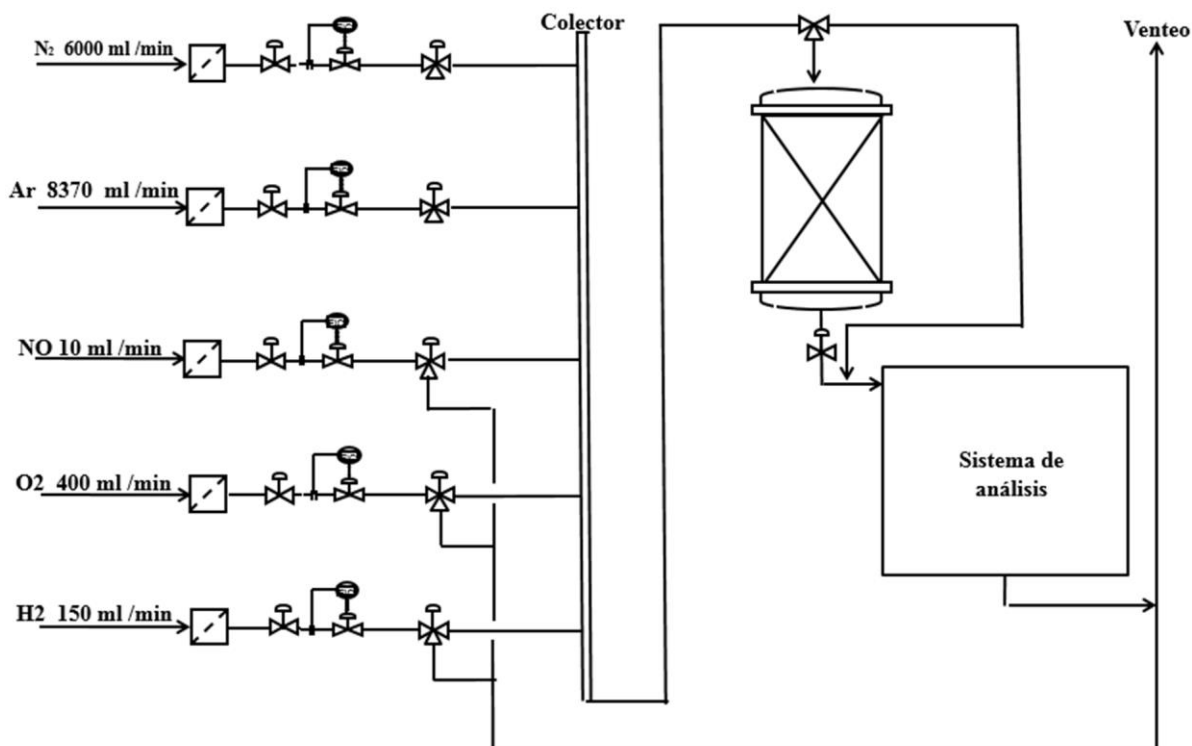 Colector
Venteo
N₂ 6000 ml /min
Ar 8370 ml /min
NO 10 ml /min
O2 400 ml /min
H2 150 ml /min
Sistema de
análisis